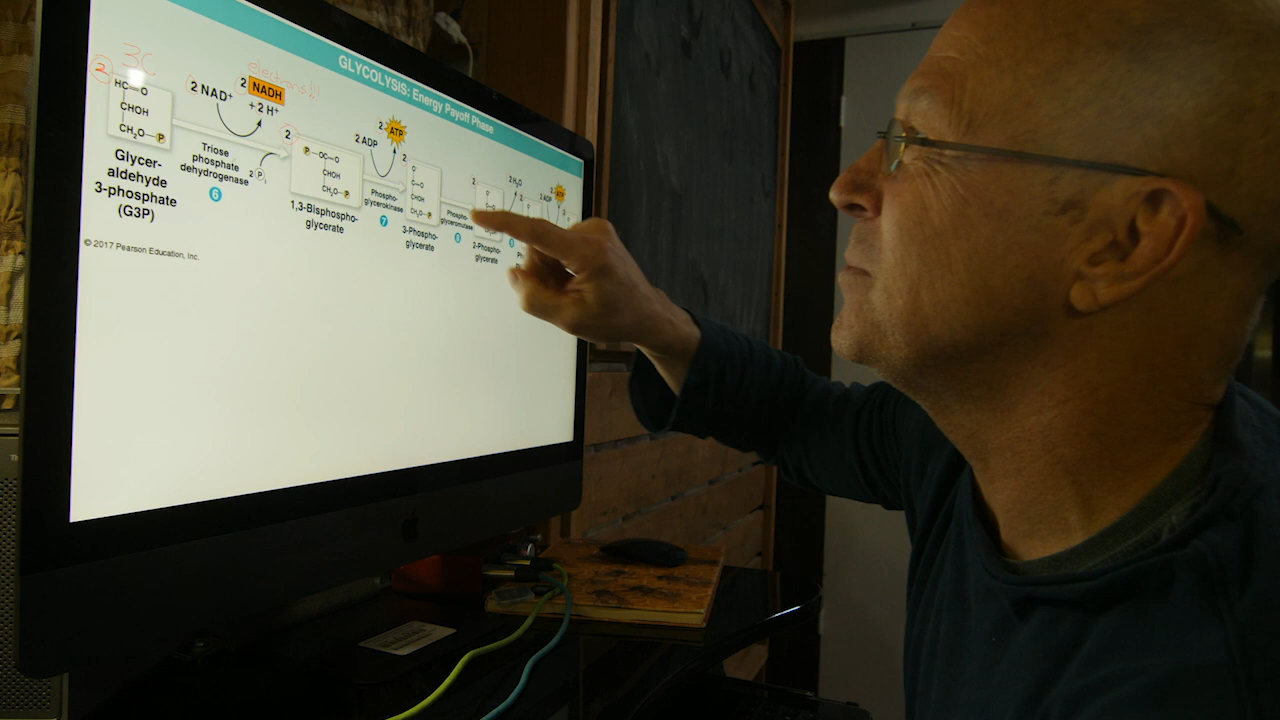 GLYCOLYSIS: Energy Payoff Phase
3C
2
electrons!!
HC O
CHOH
CH₂O P
Glycer-
aldehyde
3-phosphate
(G3P)
2 NAD⁺
2 NADH
+ 2 H⁺
Triose
phosphate
dehydrogenase
6
2 P i
2
P OC O
CHOH
CH₂O P
1,3-Bisphospho-
glycerate
2 ADP
2 ATP
Phospho-
glycerokinase
7
2
O
C O
CHOH
CH₂O P
3-Phospho-
glycerate
Phospho-
glyceromutase
8
2
2-Phospho-
glycerate
2 H₂O
2 ADP
2 ATP
© 2017 Pearson Education, Inc.